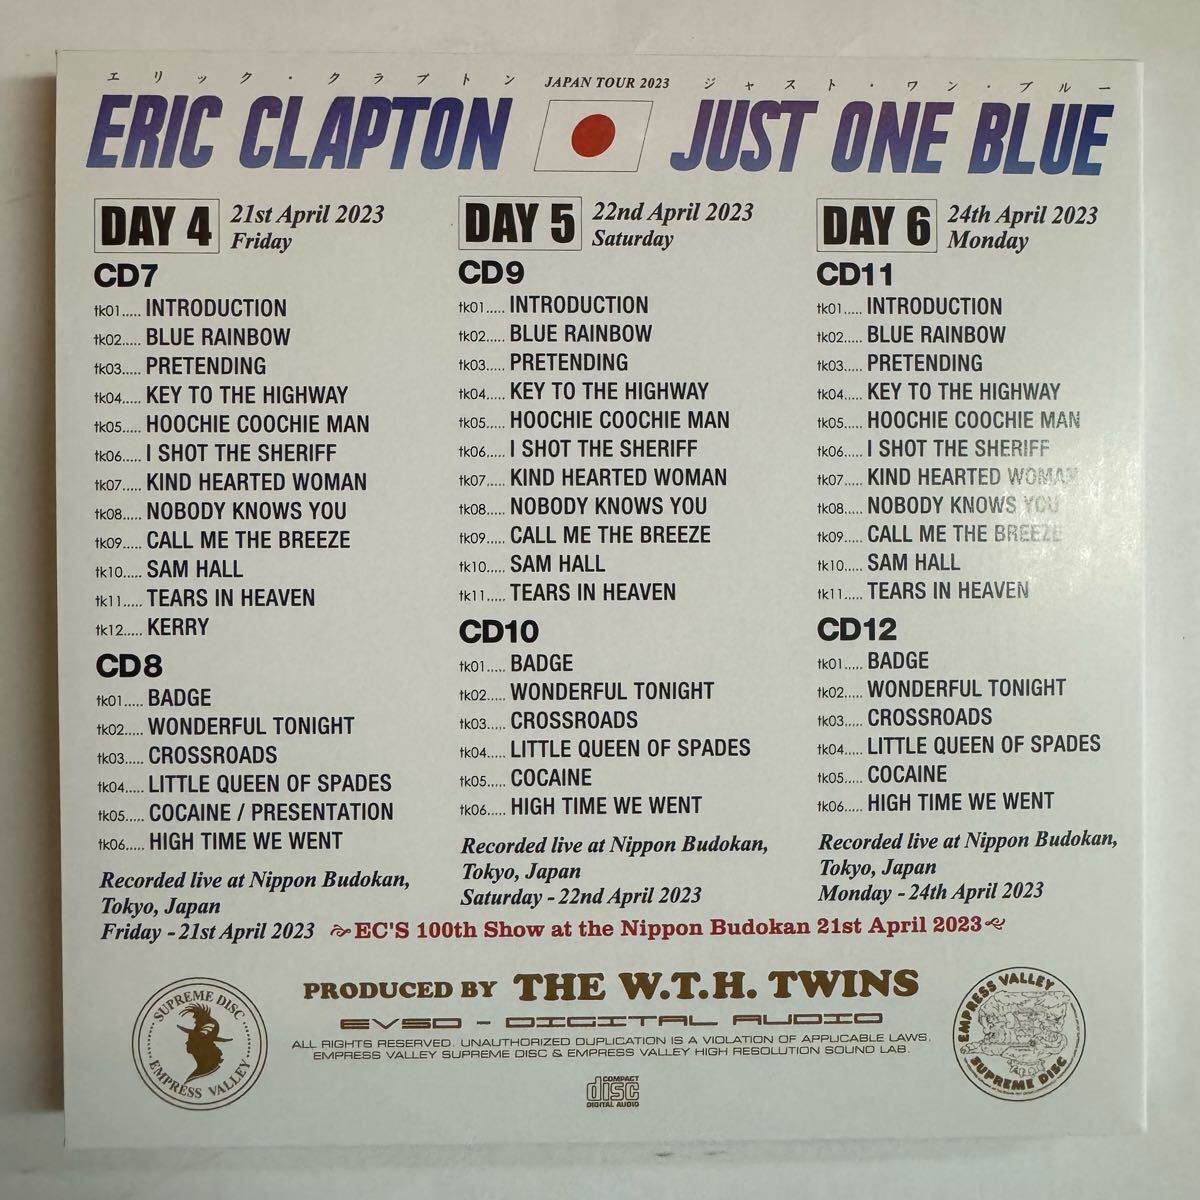 エリック・クラプトン JAPAN TOUR 2023 ジャスト・ワン・ブルー
ERIC CLAPTON JUST ONE BLUE
DAY 4 21st April 2023
Friday
CD7
tk01..... INTRODUCTION
tk02..... BLUE RAINBOW
tk03..... PRETENDING
tk04..... KEY TO THE HIGHWAY
tk05..... HOOCHIE COOCHIE MAN
tk06..... I SHOT THE SHERIFF
tk07..... KIND HEARTED WOMAN
tk08..... NOBODY KNOWS YOU
tk09..... CALL ME THE BREEZE
tk10..... SAM HALL
tk11..... TEARS IN HEAVEN
tk12..... KERRY
CD8
tk01..... BADGE
tk02..... WONDERFUL TONIGHT
tk03..... CROSSROADS
tk04..... LITTLE QUEEN OF SPADES
tk05..... COCAINE / PRESENTATION
tk06..... HIGH TIME WE WENT
Recorded live at Nippon Budokan,
Tokyo, Japan
Friday - 21st April 2023
DAY 5 22nd April 2023
Saturday
CD9
tk01..... INTRODUCTION
tk02..... BLUE RAINBOW
tk03..... PRETENDING
tk04..... KEY TO THE HIGHWAY
tk05..... HOOCHIE COOCHIE MAN
tk06..... I SHOT THE SHERIFF
tk07..... KIND HEARTED WOMAN
tk08..... NOBODY KNOWS YOU
tk09..... CALL ME THE BREEZE
tk10..... SAM HALL
tk11..... TEARS IN HEAVEN
CD10
tk01..... BADGE
tk02..... WONDERFUL TONIGHT
tk03..... CROSSROADS
tk04..... LITTLE QUEEN OF SPADES
tk05..... COCAINE
tk06..... HIGH TIME WE WENT
Recorded live at Nippon Budokan,
Tokyo, Japan
Saturday - 22nd April 2023
DAY 6 24th April 2023
Monday
CD11
tk01..... INTRODUCTION
tk02..... BLUE RAINBOW
tk03..... PRETENDING
tk04..... KEY TO THE HIGHWAY
tk05..... HOOCHIE COOCHIE MAN
tk06..... I SHOT THE SHERIFF
tk07..... KIND HEARTED WOMAN
tk08..... NOBODY KNOWS YOU
tk09..... CALL ME THE BREEZE
tk10..... SAM HALL
tk11..... TEARS IN HEAVEN
CD12
tk01..... BADGE
tk02..... WONDERFUL TONIGHT
tk03..... CROSSROADS
tk04..... LITTLE QUEEN OF SPADES
tk05..... COCAINE
tk06..... HIGH TIME WE WENT
Recorded live at Nippon Budokan,
Tokyo, Japan
Monday - 24th April 2023
EC'S 100th Show at the Nippon Budokan 21st April 2023
PRODUCED BY THE W.T.H. TWINS
EVSD - DIGITAL AUDIO
ALL RIGHTS RESERVED. UNAUTHORIZED DUPLICATION IS A VIOLATION OF APPLICABLE LAWS.
EMPRESS VALLEY SUPREME DISC & EMPRESS VALLEY HIGH RESOLUTION SOUND LAB.
SUPREME DISC
EMPRESS VALLEY
EMPRESS VALLEY
SUPREME DISC
COMPACT
disc
DIGITAL AUDIO